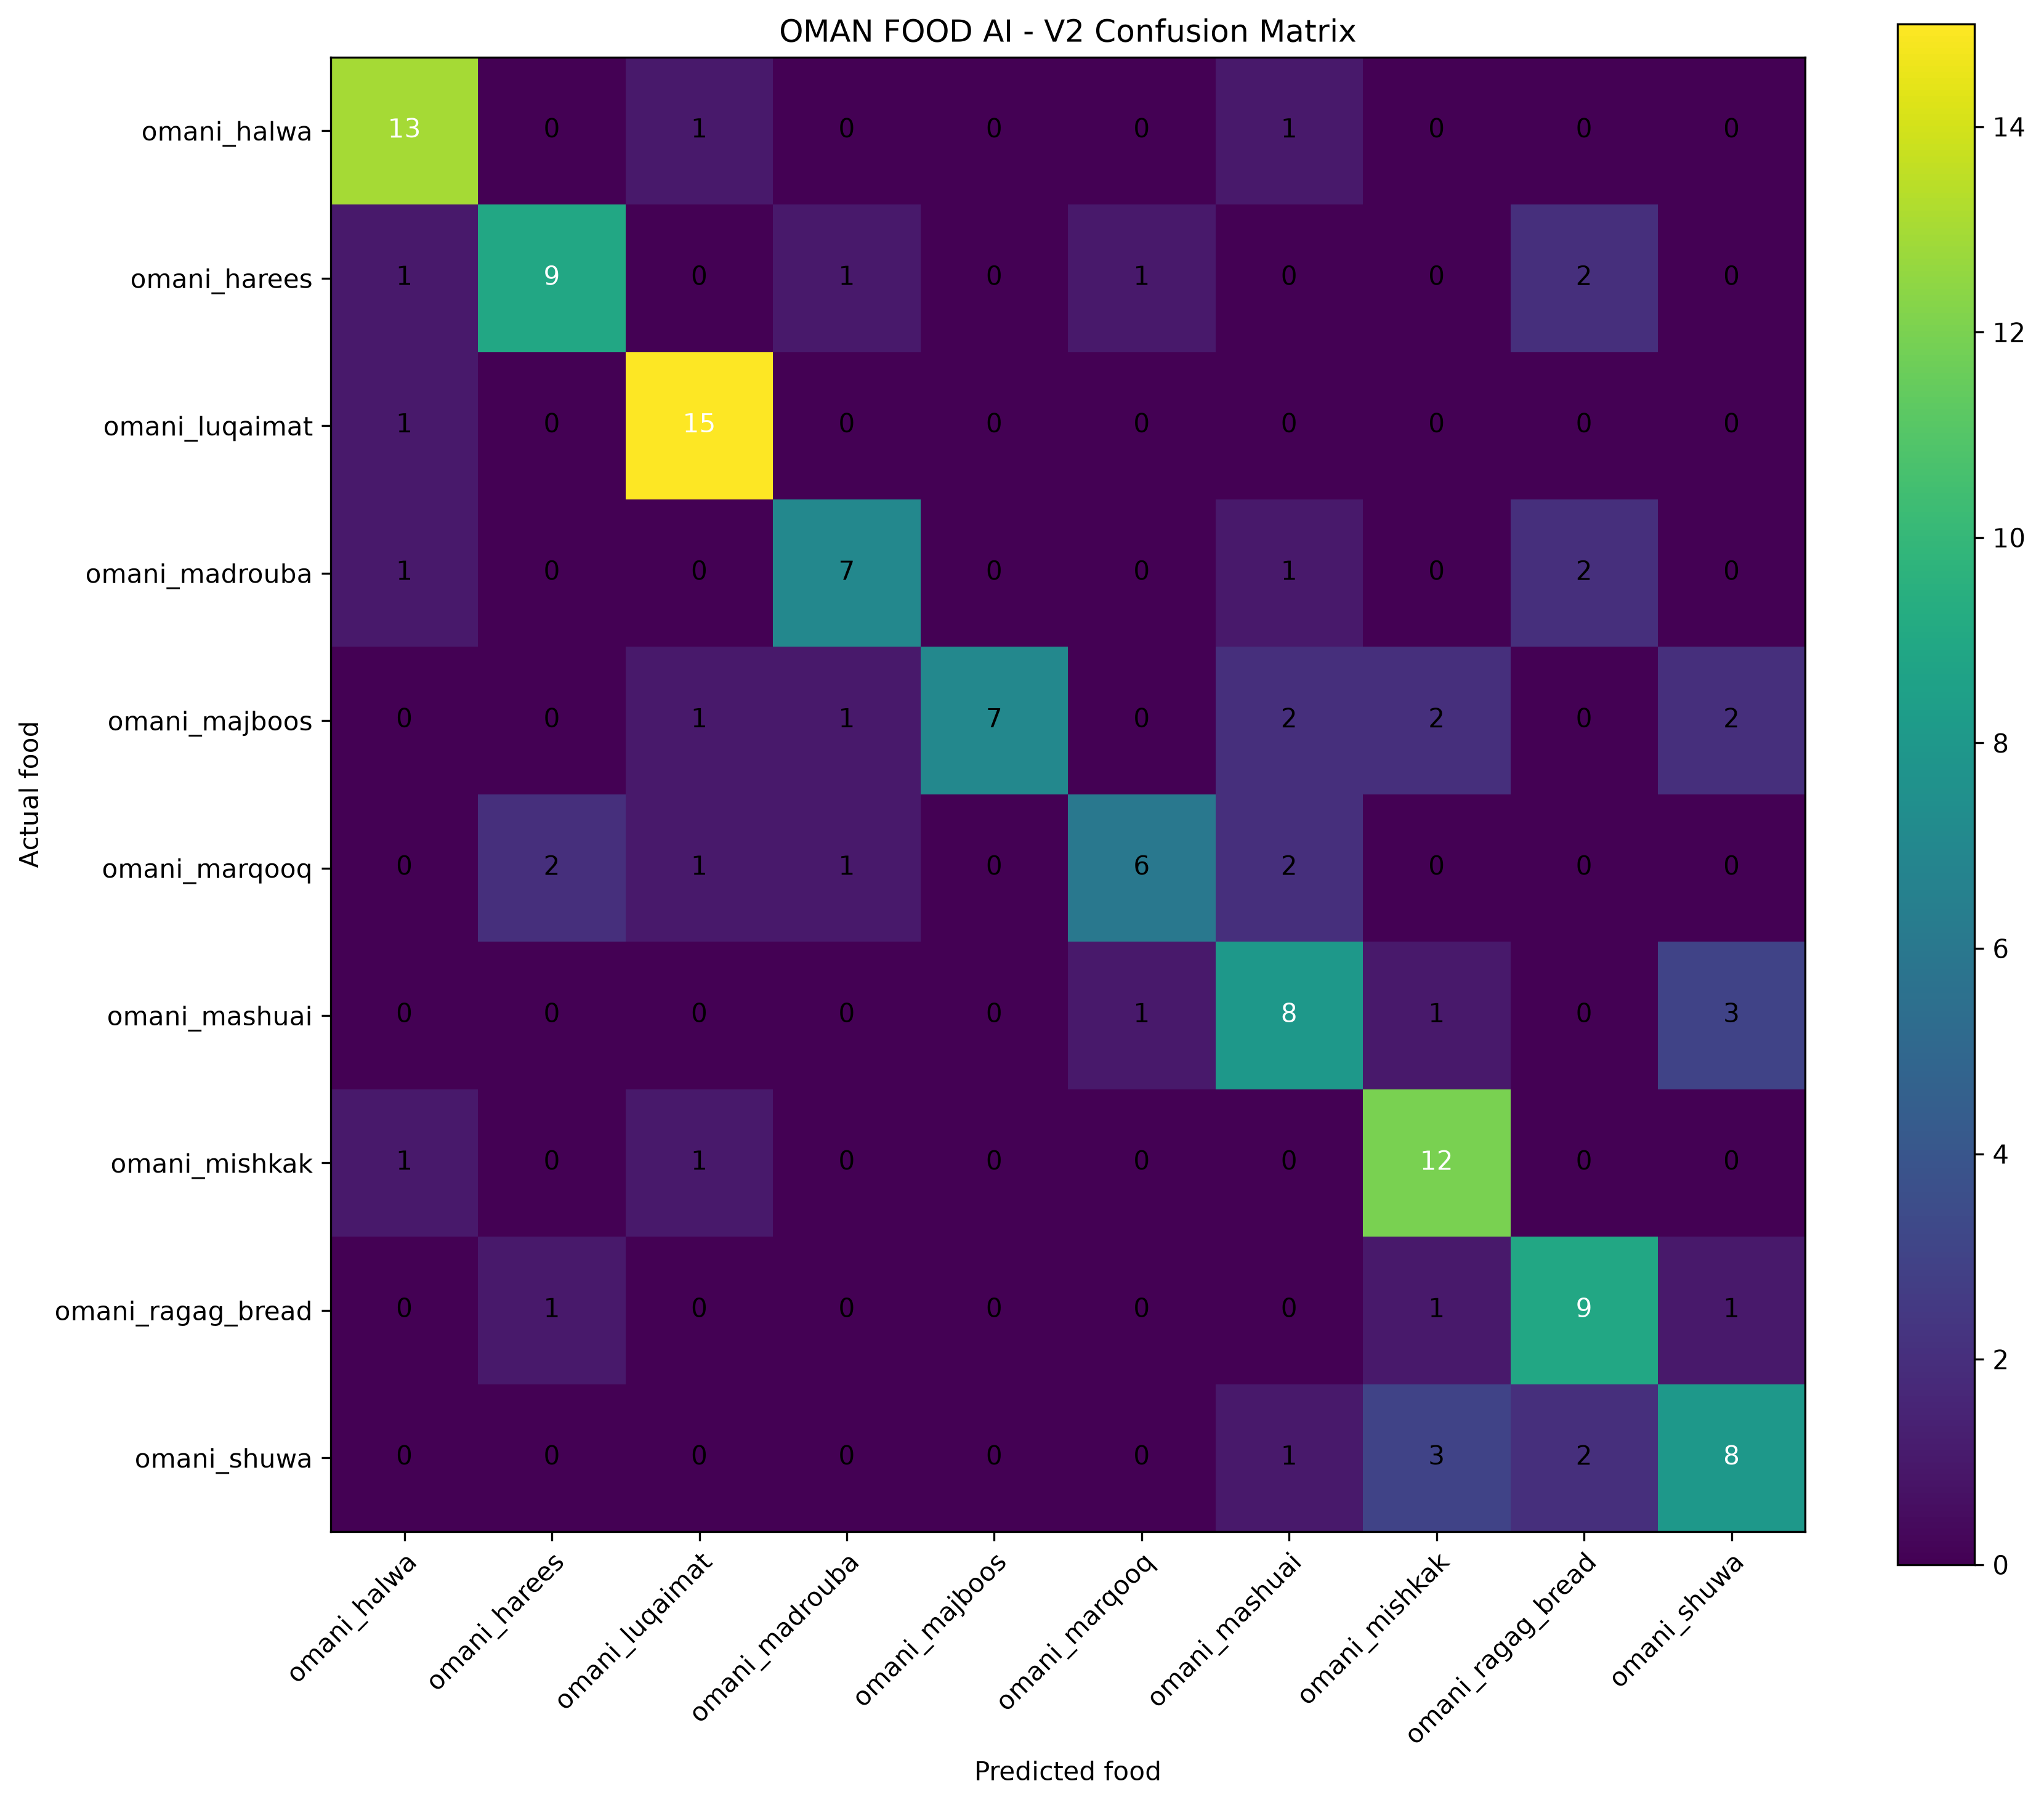 OMAN FOOD AI - V2 Confusion Matrix
omani_halwa 13 0 1 0 0 0 1 0 0 0
omani_harees 1 9 0 1 0 1 0 0 2 0
omani_luqaimat 1 0 15 0 0 0 0 0 0 0
omani_madrouba 1 0 0 7 0 0 1 0 2 0
omani_majboos 0 0 1 1 7 0 2 2 0 2
omani_marqooq 0 2 1 1 0 6 2 0 0 0
omani_mashuai 0 0 0 0 0 1 8 1 0 3
omani_mishkak 1 0 1 0 0 0 0 12 0 0
omani_ragag_bread 0 1 0 0 0 0 0 1 9 1
omani_shuwa 0 0 0 0 0 0 1 3 2 8
Actual food
omani_halwa omani_harees omani_luqaimat omani_madrouba omani_majboos omani_marqooq omani_mashuai omani_mishkak omani_ragag_bread omani_shuwa
Predicted food
14
12
10
8
6
4
2
0